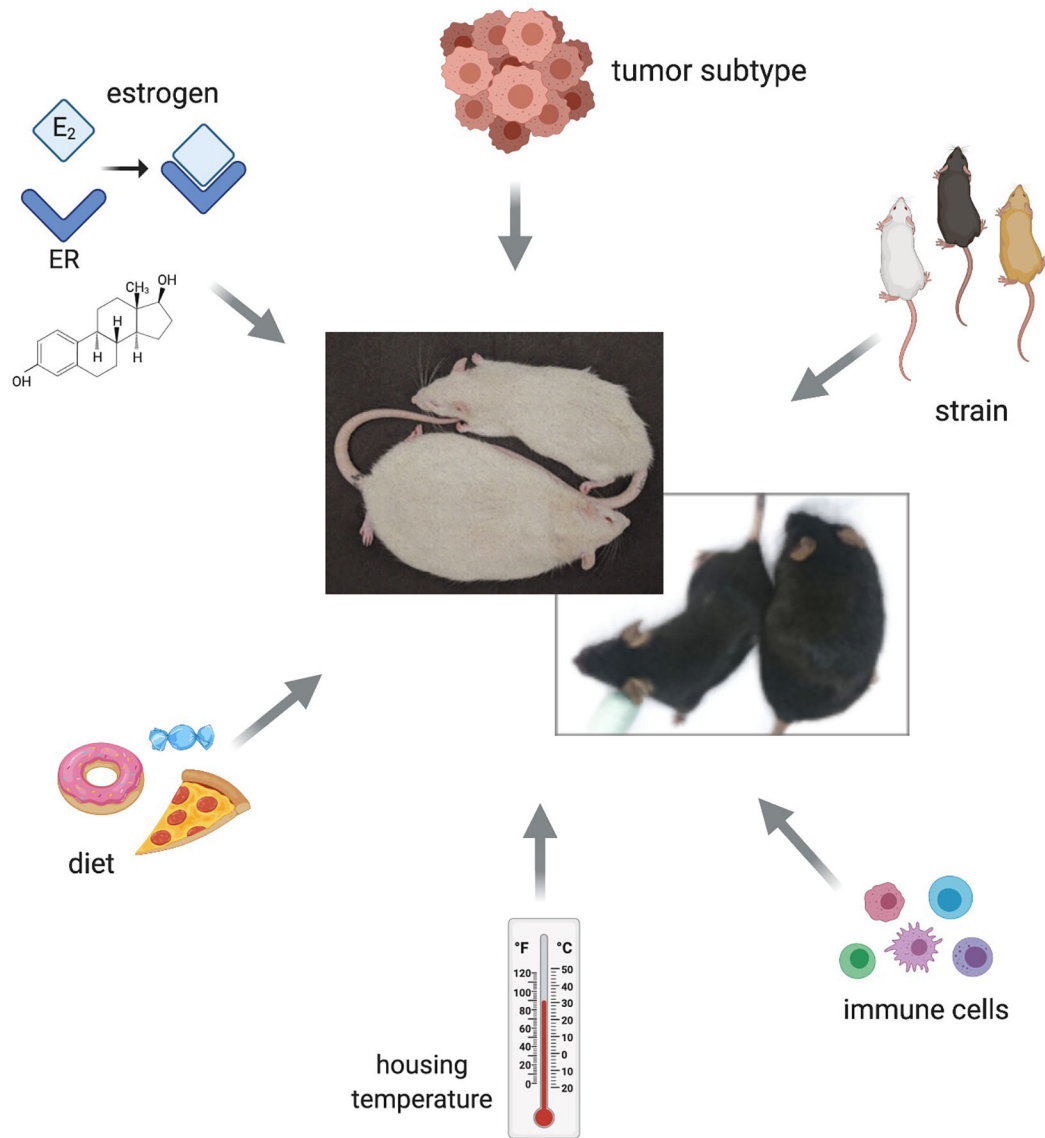 tumor subtype
estrogen
E₂
ER
OH
CH₃
H
H
H
OH
strain
diet
°F °C
120
100
80
60
40
20
0
50
40
30
20
10
0
10
20
housing
temperature
immune cells